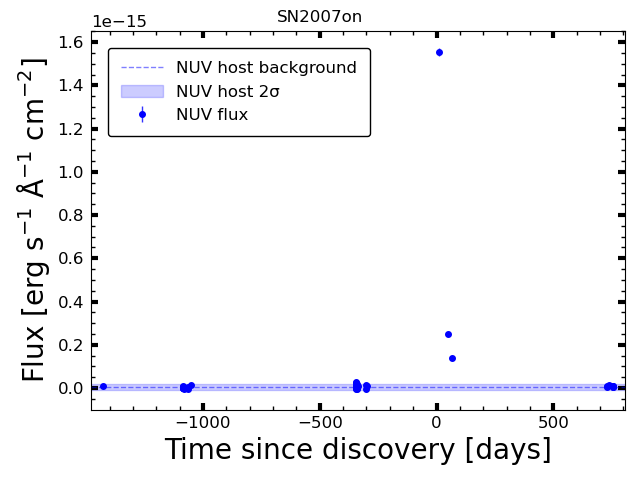 SN2007on
1e−15
NUV host background
NUV host 2σ
NUV flux
1.6
1.4
1.2
1.0
0.8
0.6
0.4
0.2
0.0
Flux [erg s⁻¹ Å⁻¹ cm⁻²]
−1000 −500 0 500
Time since discovery [days]